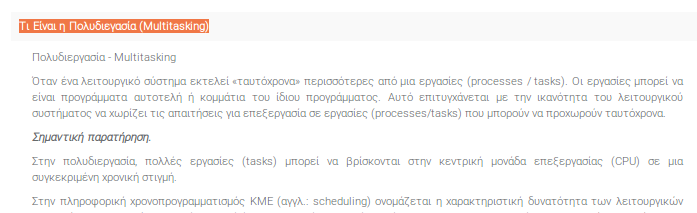 Τι Είναι η Πολυδιεγασία (Multitasking)
Πολυδιεργασία - Multitasking
Όταν ένα λειτουργικό σύστημα εκτελεί «ταυτόχρονα» περισσότερες από μια εργασίες (processes / tasks). Οι εργασίες μπορεί να
είναι προγράμματα αυτοτελή ή κομμάτια του ίδιου προγράμματος. Αυτό επιτυγχάνεται με την ικανότητα του λειτουργικού
συστήματος να χωρίζει τις απαιτήσεις για επεξεργασία σε εργασίες (processes/tasks) που μπορούν να προχωρούν ταυτόχρονα.
Σημαντική παρατήρηση.
Στην πολυδιεργασία, πολλές εργασίες (tasks) μπορεί να βρίσκονται στην κεντρική μονάδα επεξεργασίας (CPU) σε μια
συγκεκριμένη χρονική στιγμή.
Στην πληροφορική χρονοπρογραμματισμός ΚΜΕ (αγγλ.: scheduling) ονομάζεται η χαρακτηριστική δυνατότητα των λειτουργικών